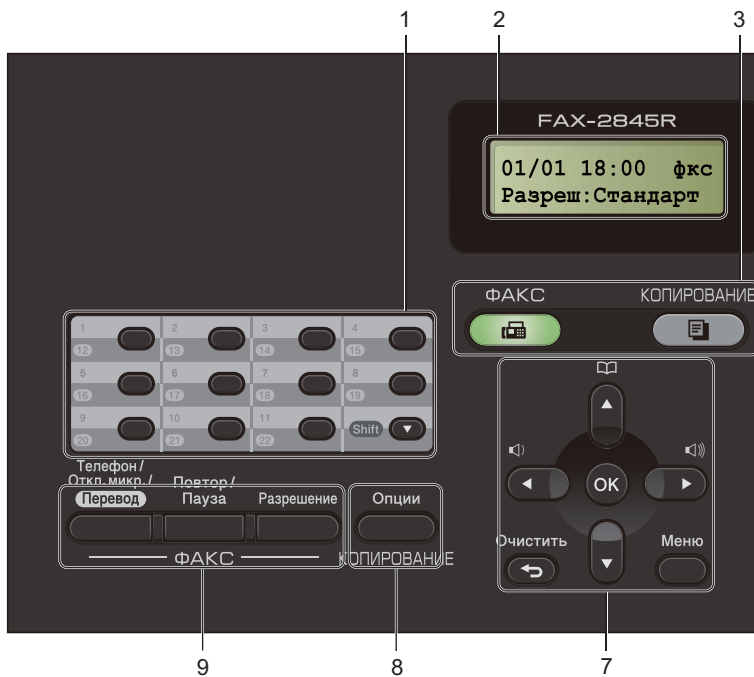 1 2 3
FAX-2845R
01/01 18:00 фкс
Разреш:Стандарт
ФАКС КОПИРОВАНИЕ
1 2 3 4
12 13 14 15
5 6 7 8
16 17 18 19
9 10 11
20 21 22 Shift
Телефон/
Откл. микр./ Повтор/
Перевод Пауза Разрешение Опции
ФАКС КОПИРОВАНИЕ
OK
Очистить Меню
9 8 7